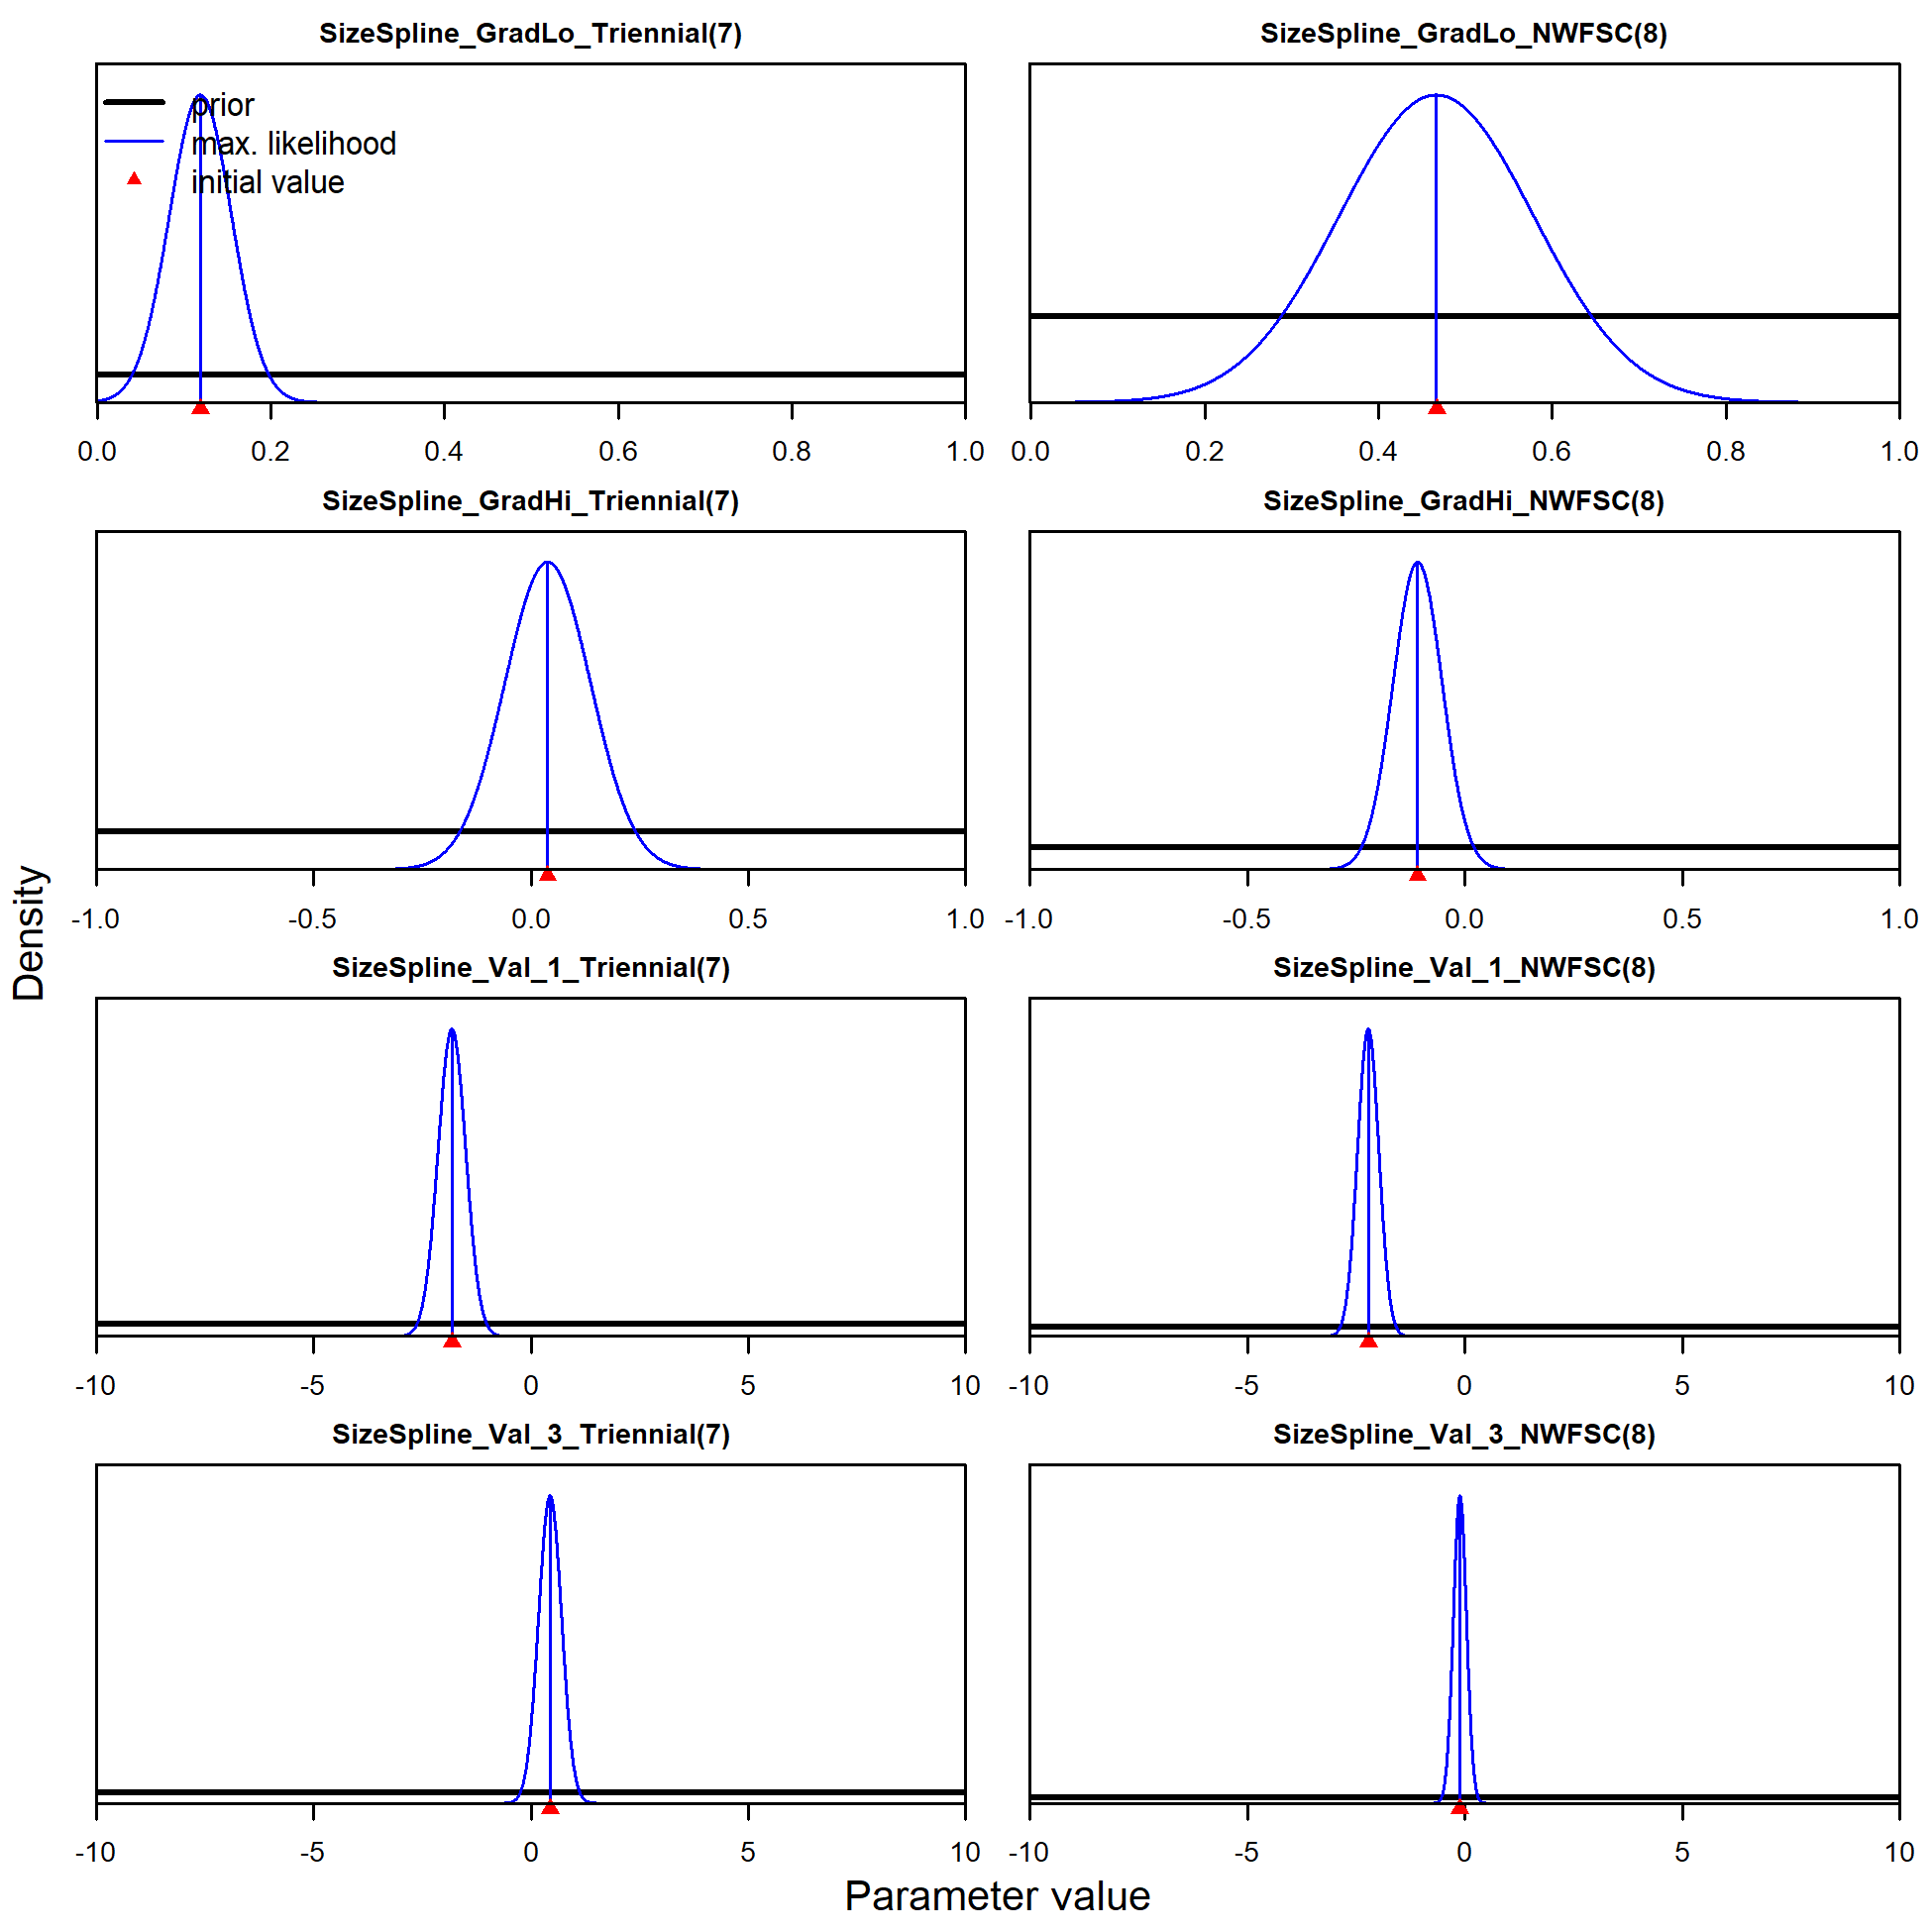 SizeSpline_GradLo_Triennial(7)
SizeSpline_GradLo_NWFSC(8)
prior
max. likelihood
initial value
0.0 0.2 0.4 0.6 0.8 1.0
0.0 0.2 0.4 0.6 0.8 1.0
SizeSpline_GradHi_Triennial(7)
SizeSpline_GradHi_NWFSC(8)
-1.0 -0.5 0.0 0.5 1.0
-1.0 -0.5 0.0 0.5 1.0
Density
SizeSpline_Val_1_Triennial(7)
SizeSpline_Val_1_NWFSC(8)
-10 -5 0 5 10
-10 -5 0 5 10
SizeSpline_Val_3_Triennial(7)
SizeSpline_Val_3_NWFSC(8)
-10 -5 0 5 10
-10 -5 0 5 10
Parameter value